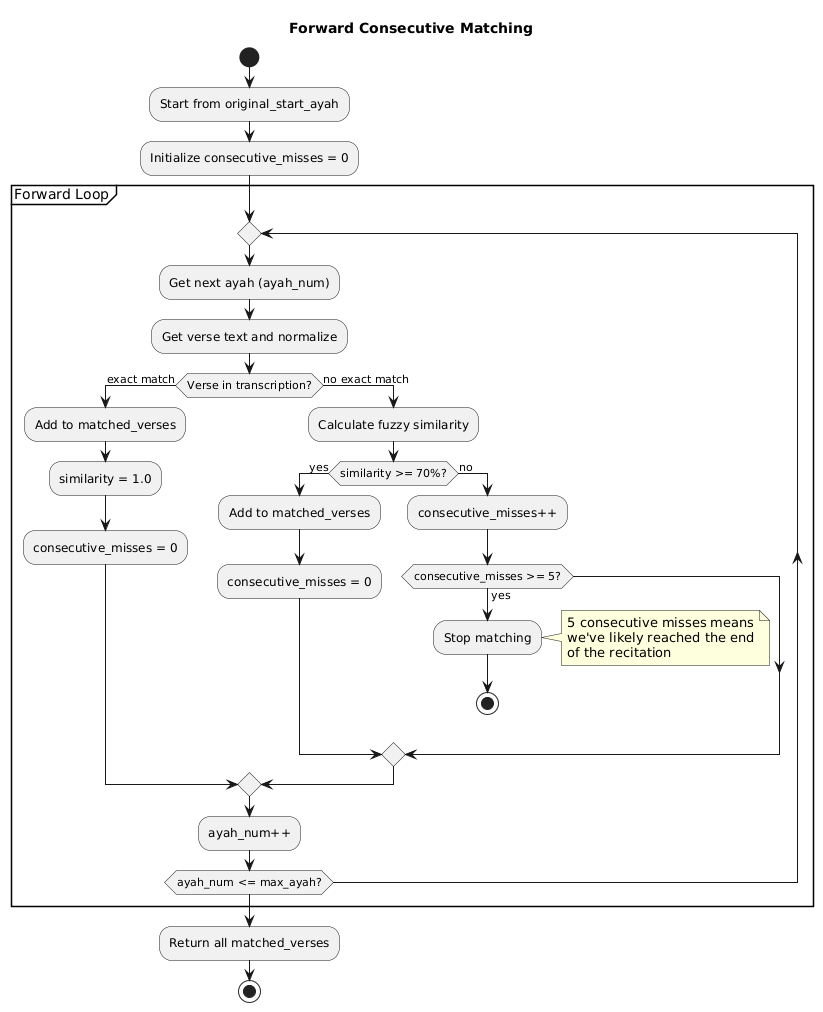 Forward Consecutive Matching
Start from original_start_ayah
Initialize consecutive_misses = 0
Forward Loop
Get next ayah (ayah_num)
Get verse text and normalize
exact match
Verse in transcription?
no exact match
Add to matched_verses
similarity = 1.0
consecutive_misses = 0
Calculate fuzzy similarity
yes
similarity >= 70%?
no
Add to matched_verses
consecutive_misses = 0
consecutive_misses++
consecutive_misses >= 5?
yes
Stop matching
5 consecutive misses means
we've likely reached the end
of the recitation
ayah_num++
ayah_num <= max_ayah?
Return all matched_verses